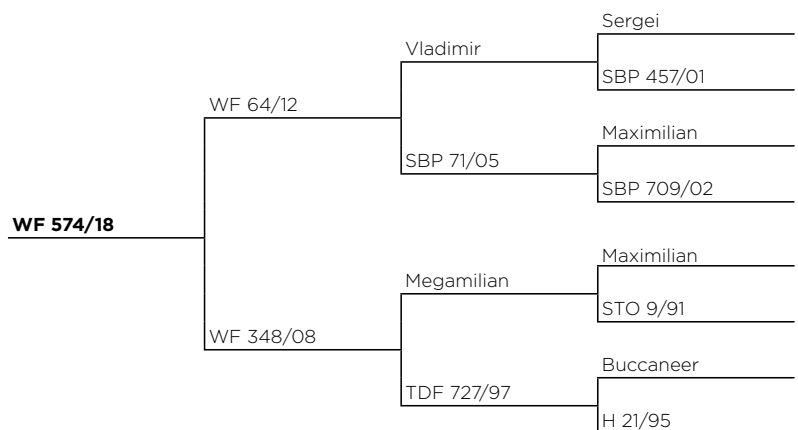 Sergei
Vladimir
SBP 457/01
WF 64/12
Maximilian
SBP 71/05
SBP 709/02
WF 574/18
Maximilian
Megamilian
STO 9/91
WF 348/08
Buccaneer
TDF 727/97
H 21/95